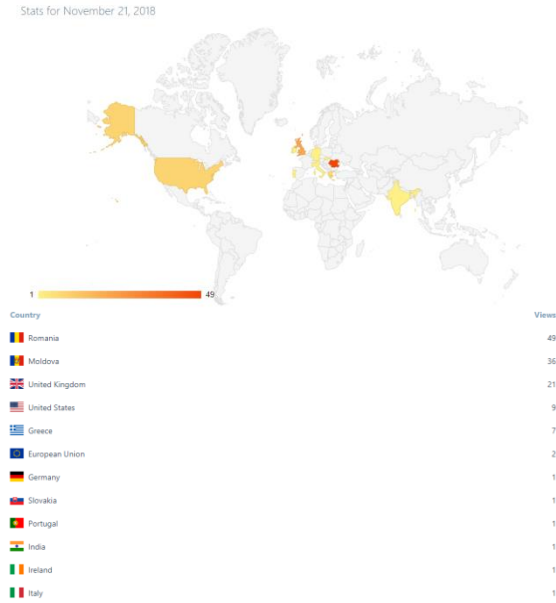 Stats for November 21, 2018
1 49
Country Views
Romania 49
Moldova 36
United Kingdom 21
United States 9
Greece 7
European Union 2
Germany 1
Slovakia 1
Portugal 1
India 1
Ireland 1
Italy 1